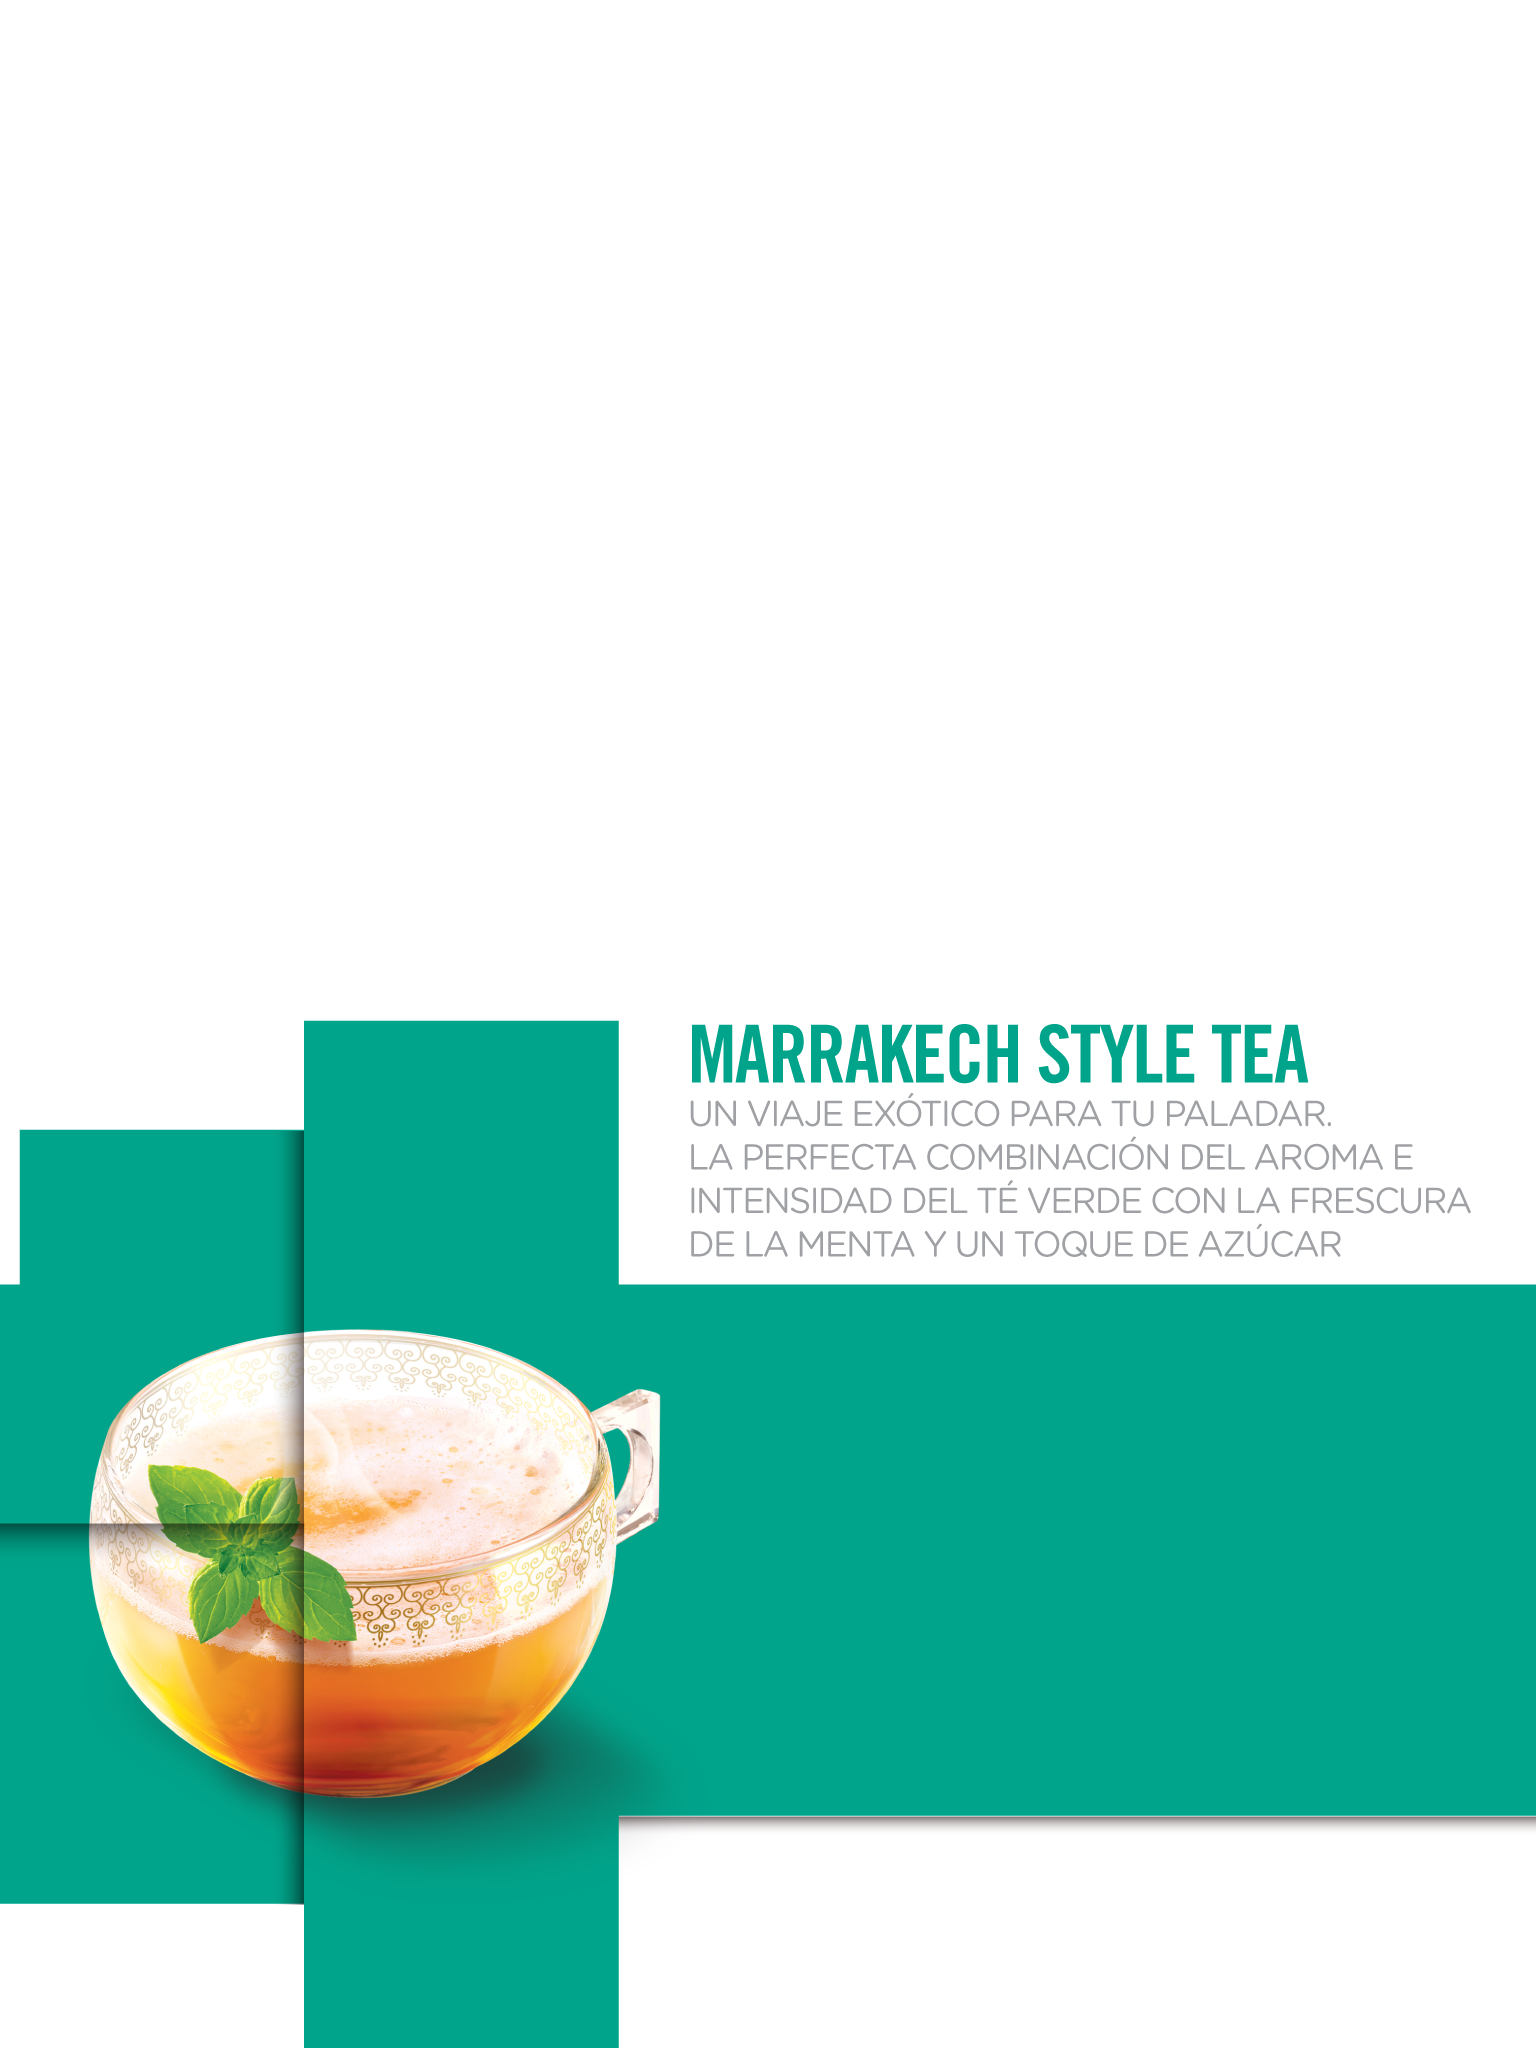 MARRAKECH STYLE TEA
UN VIAJE EXÓTICO PARA TU PALADAR.
LA PERFECTA COMBINACIÓN DEL AROMA E
INTENSIDAD DEL TÉ VERDE CON LA FRESCURA
DE LA MENTA Y UN TOQUE DE AZÚCAR